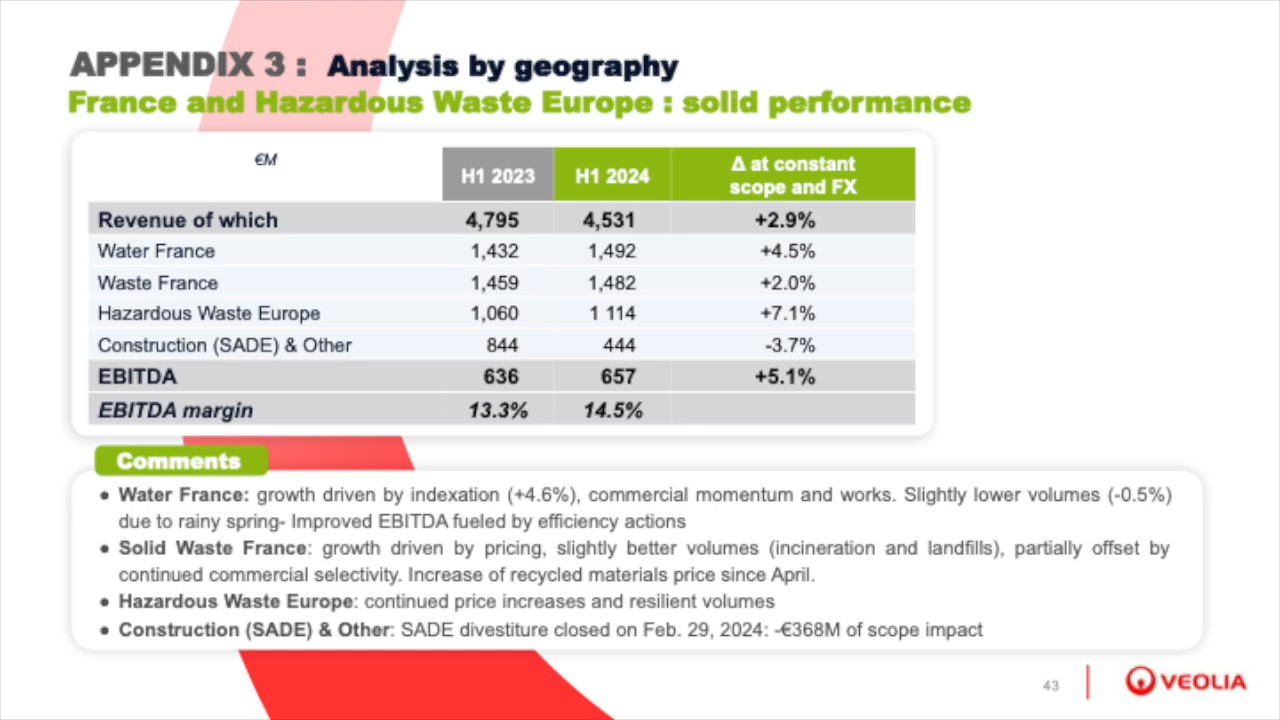 APPENDIX 3 : Analysis by geography
France and Hazardous Waste Europe : solid performance
€M H1 2023 H1 2024 Δ at constant scope and FX
Revenue of which 4,795 4,531 +2.9%
Water France 1,432 1,492 +4.5%
Waste France 1,459 1,482 +2.0%
Hazardous Waste Europe 1,060 1 114 +7.1%
Construction (SADE) & Other 844 444 -3.7%
EBITDA 636 657 +5.1%
EBITDA margin 13.3% 14.5%
Comments
● Water France: growth driven by indexation (+4.6%), commercial momentum and works. Slightly lower volumes (-0.5%)
due to rainy spring- Improved EBITDA fueled by efficiency actions
● Solid Waste France: growth driven by pricing, slightly better volumes (incineration and landfills), partially offset by
continued commercial selectivity. Increase of recycled materials price since April.
● Hazardous Waste Europe: continued price increases and resilient volumes
● Construction (SADE) & Other: SADE divestiture closed on Feb. 29, 2024: -€368M of scope impact
43
VEOLIA